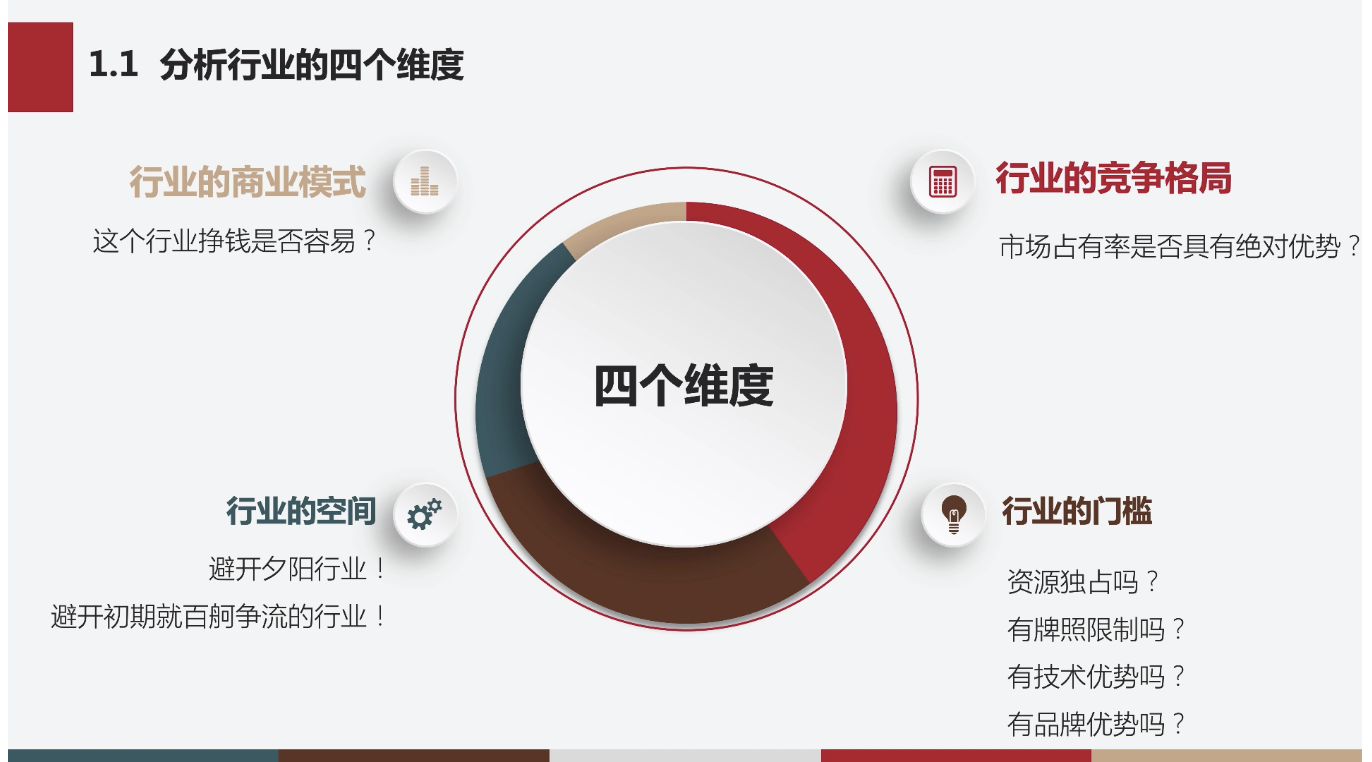 1.1 分析行业的四个维度
行业的商业模式
这个行业挣钱是否容易？
行业的竞争格局
市场占有率是否具有绝对优势？
四个维度
行业的空间
避开夕阳行业！
避开初期就百舸争流的行业！
行业的门槛
资源独占吗？
有牌照限制吗？
有技术优势吗？
有品牌优势吗？